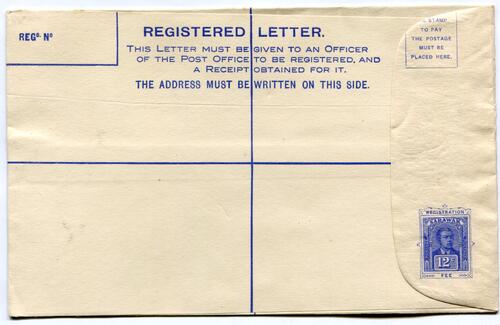 REGD. No
REGISTERED LETTER.
THIS LETTER MUST BE GIVEN TO AN OFFICER
OF THE POST OFFICE TO BE REGISTERED, AND
A RECEIPT OBTAINED FOR IT.
THE ADDRESS MUST BE WRITTEN ON THIS SIDE.
STAMP
TO PAY
THE POSTAGE
MUST BE
PLACED HERE.
REGISTRATION
SARAWAK
12c
FEE